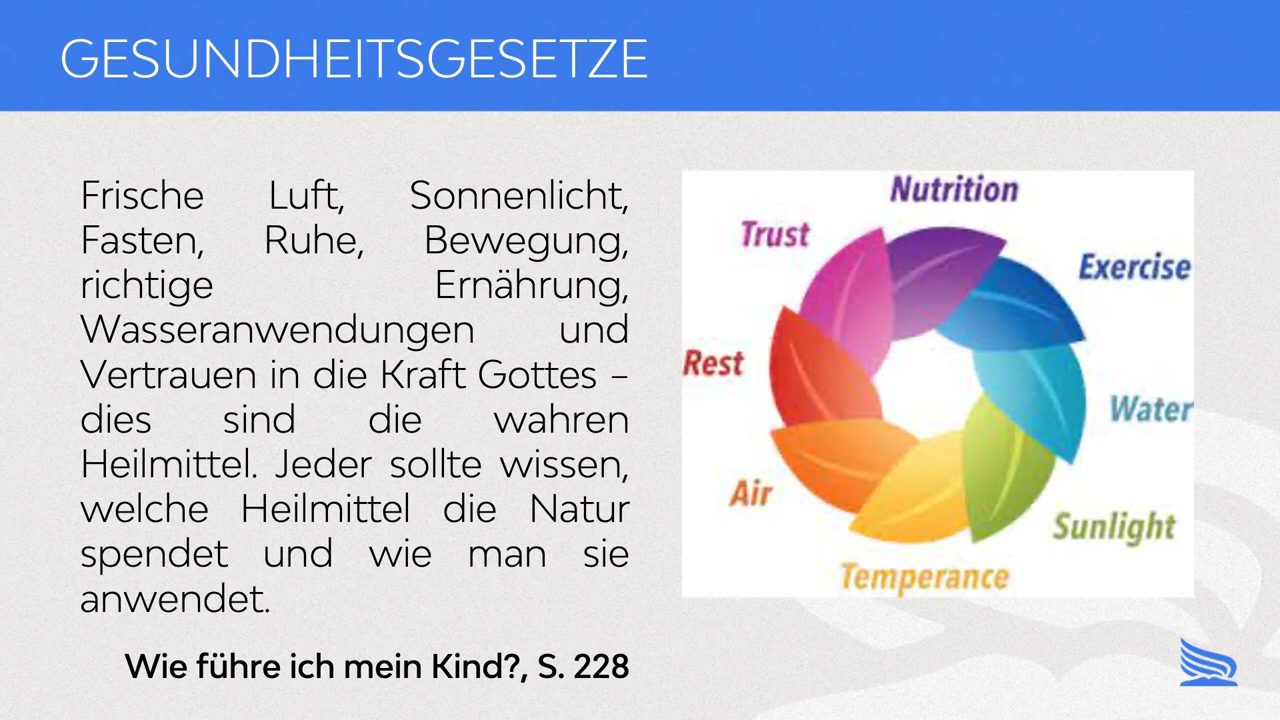 GESUNDHEITSGESETZE
Frische Luft, Sonnenlicht,
Fasten, Ruhe, Bewegung,
richtige Ernährung,
Wasseranwendungen und
Vertrauen in die Kraft Gottes –
dies sind die wahren
Heilmittel. Jeder sollte wissen,
welche Heilmittel die Natur
spendet und wie man sie
anwendet.
Wie führe ich mein Kind?, S. 228
Nutrition
Trust
Exercise
Rest
Water
Air
Sunlight
Temperance